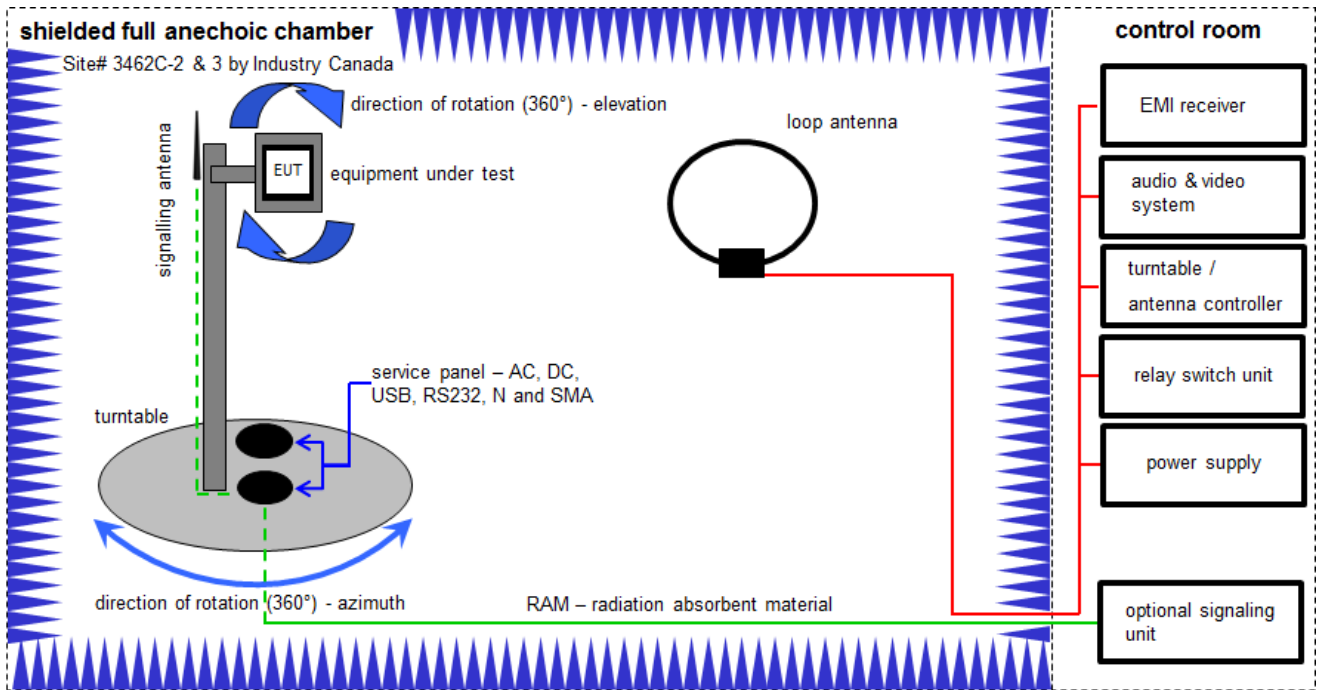 shielded full anechoic chamber
Site# 3462C-2 & 3 by Industry Canada
direction of rotation (360°) - elevation
signalling antenna
EUT
equipment under test
loop antenna
service panel – AC, DC,
USB, RS232, N and SMA
turntable
direction of rotation (360°) - azimuth
RAM – radiation absorbent material
control room
EMI receiver
audio & video
system
turntable /
antenna controller
relay switch unit
power supply
optional signaling
unit